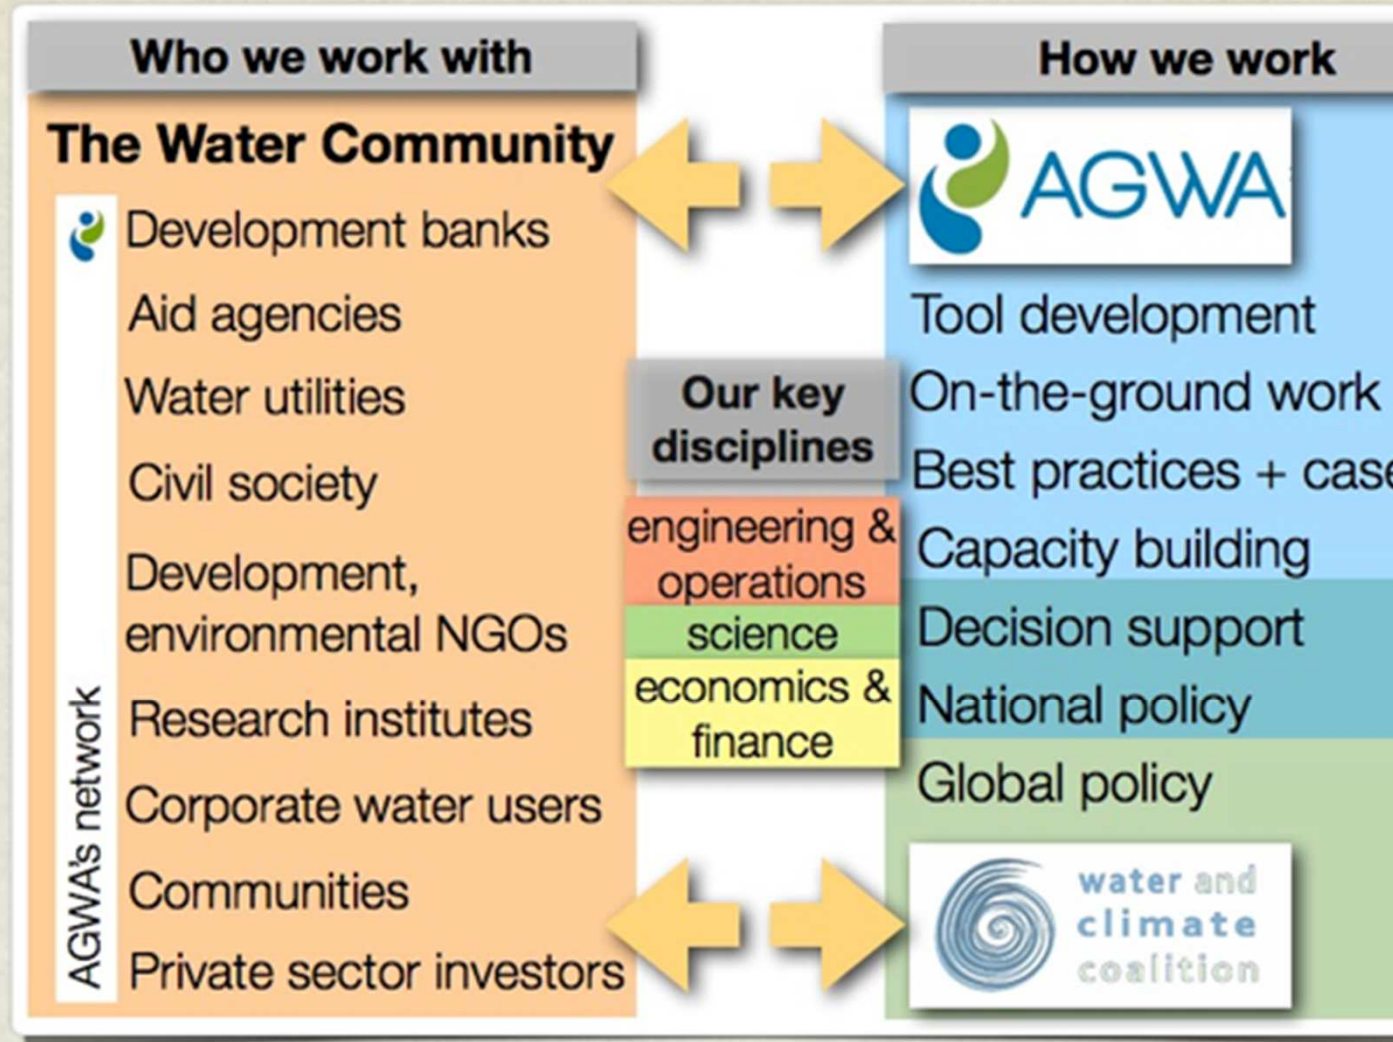 Who we work with
The Water Community
Development banks
Aid agencies
Water utilities
Civil society
Development,
environmental NGOs
Research institutes
Corporate water users
Communities
Private sector investors
AGWA's network
Our key
disciplines
engineering &
operations
science
economics &
finance
How we work
AGWA
Tool development
On-the-ground work
Best practices + case
Capacity building
Decision support
National policy
Global policy
water and
climate
coalition